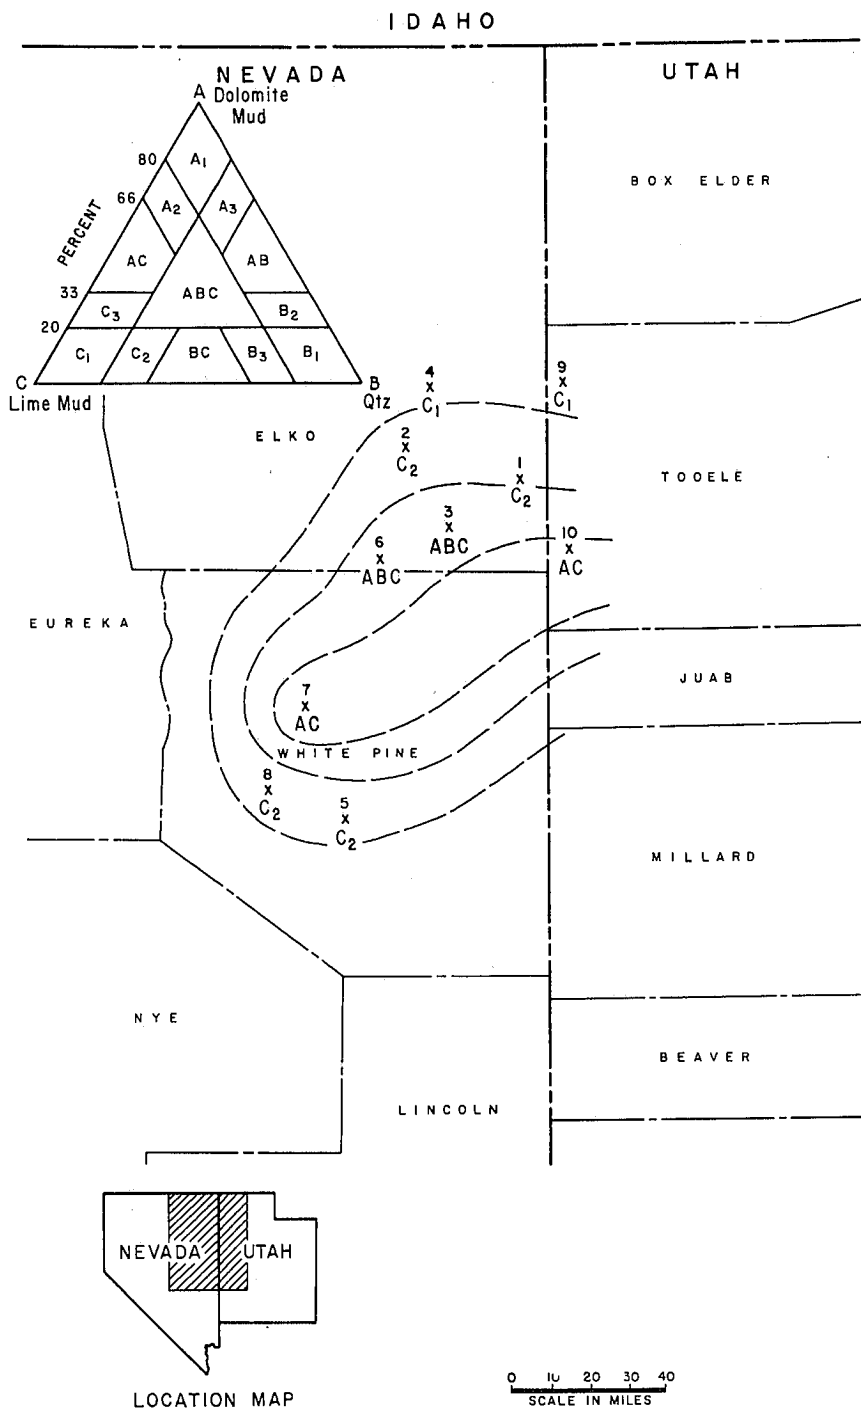 IDAHO
NEVADA
UTAH
A Dolomite
Mud
80
A1
66
A2
A3
BOX ELDER
PERCENT
AC
AB
33
ABC
C3
B2
20
C1
C2
BC
B3
B1
C
B
Lime Mud
Qtz
4
x
C1
9
x
C1
ELKO
2
x
C2
1
x
C2
TOOELE
3
x
ABC
10
x
AC
6
x
ABC
EUREKA
JUAB
7
x
AC
WHITE PINE
8
x
C2
5
x
C2
MILLARD
NYE
BEAVER
LINCOLN
NEVADA UTAH
LOCATION MAP
0 10 20 30 40
SCALE IN MILES